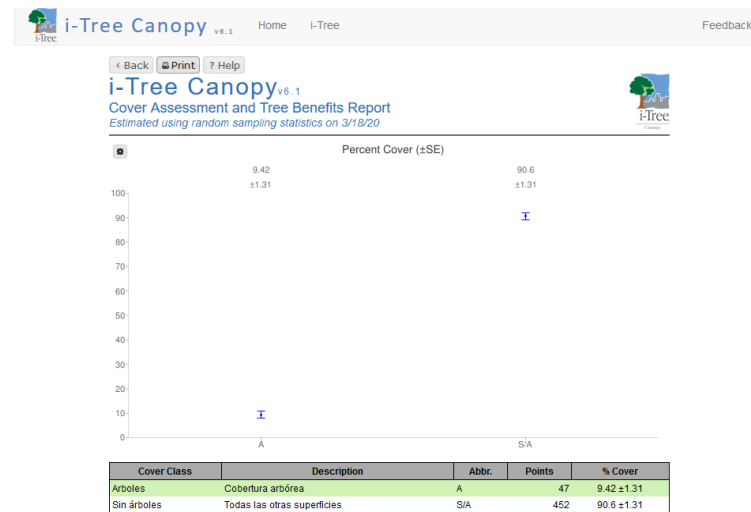 i-Tree Canopy v6.1 Home i-Tree Feedback
i-Tree
< Back Print ? Help
i-Tree Canopy v6.1
Cover Assessment and Tree Benefits Report
Estimated using random sampling statistics on 3/18/20
i-Tree
Canopy
Percent Cover (±SE)
9.42 90.6
±1.31 ±1.31
100
90
80
70
60
50
40
30
20
10
0
A S/A
Cover Class Description Abbr. Points % Cover
Arboles Cobertura arbórea A 47 9.42 ±1.31
Sin árboles Todas las otras superficies S/A 452 90.6 ±1.31